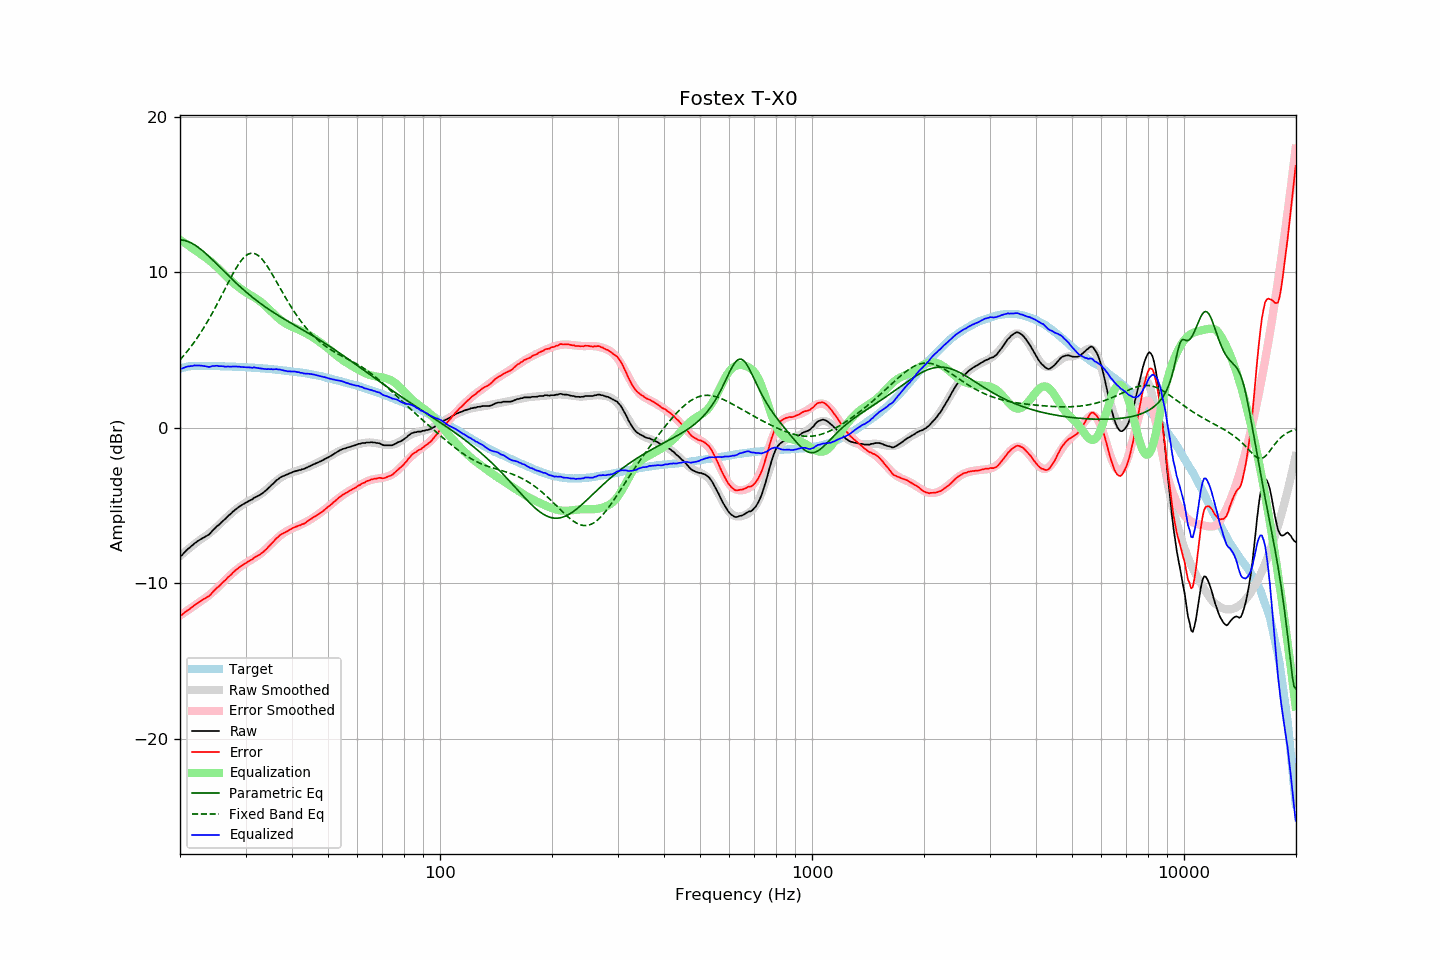 Fostex T-X0
20
10
0
−10
−20
Amplitude (dBr)
Target
Raw Smoothed
Error Smoothed
Raw
Error
Equalization
Parametric Eq
Fixed Band Eq
Equalized
100
1000
10000
Frequency (Hz)